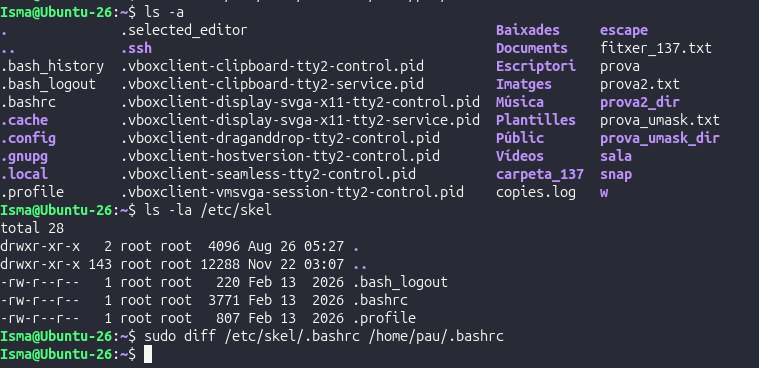 Isma@Ubuntu-26:~$ ls -a
.              .selected_editor                          Baixades     escape
..             .ssh                                      Documents    fitxer_137.txt
.bash_history  .vboxclient-clipboard-tty2-control.pid    Escriptori   prova
.bash_logout   .vboxclient-clipboard-tty2-service.pid    Imatges      prova2.txt
.bashrc        .vboxclient-display-svga-x11-tty2-control.pid  Música       prova2_dir
.cache         .vboxclient-display-svga-x11-tty2-service.pid  Plantilles   prova_umask.txt
.config        .vboxclient-draganddrop-tty2-control.pid  Públic       prova_umask_dir
.gnupg         .vboxclient-hostversion-tty2-control.pid  Vídeos       sala
.local         .vboxclient-seamless-tty2-control.pid     carpeta_137  snap
.profile       .vboxclient-vmsvga-session-tty2-control.pid  copies.log   w
Isma@Ubuntu-26:~$ ls -la /etc/skel
total 28
drwxr-xr-x   2 root root  4096 Aug 26 05:27 .
drwxr-xr-x 143 root root 12288 Nov 22 03:07 ..
-rw-r--r--   1 root root   220 Feb 13  2026 .bash_logout
-rw-r--r--   1 root root  3771 Feb 13  2026 .bashrc
-rw-r--r--   1 root root   807 Feb 13  2026 .profile
Isma@Ubuntu-26:~$ sudo diff /etc/skel/.bashrc /home/pau/.bashrc
Isma@Ubuntu-26:~$